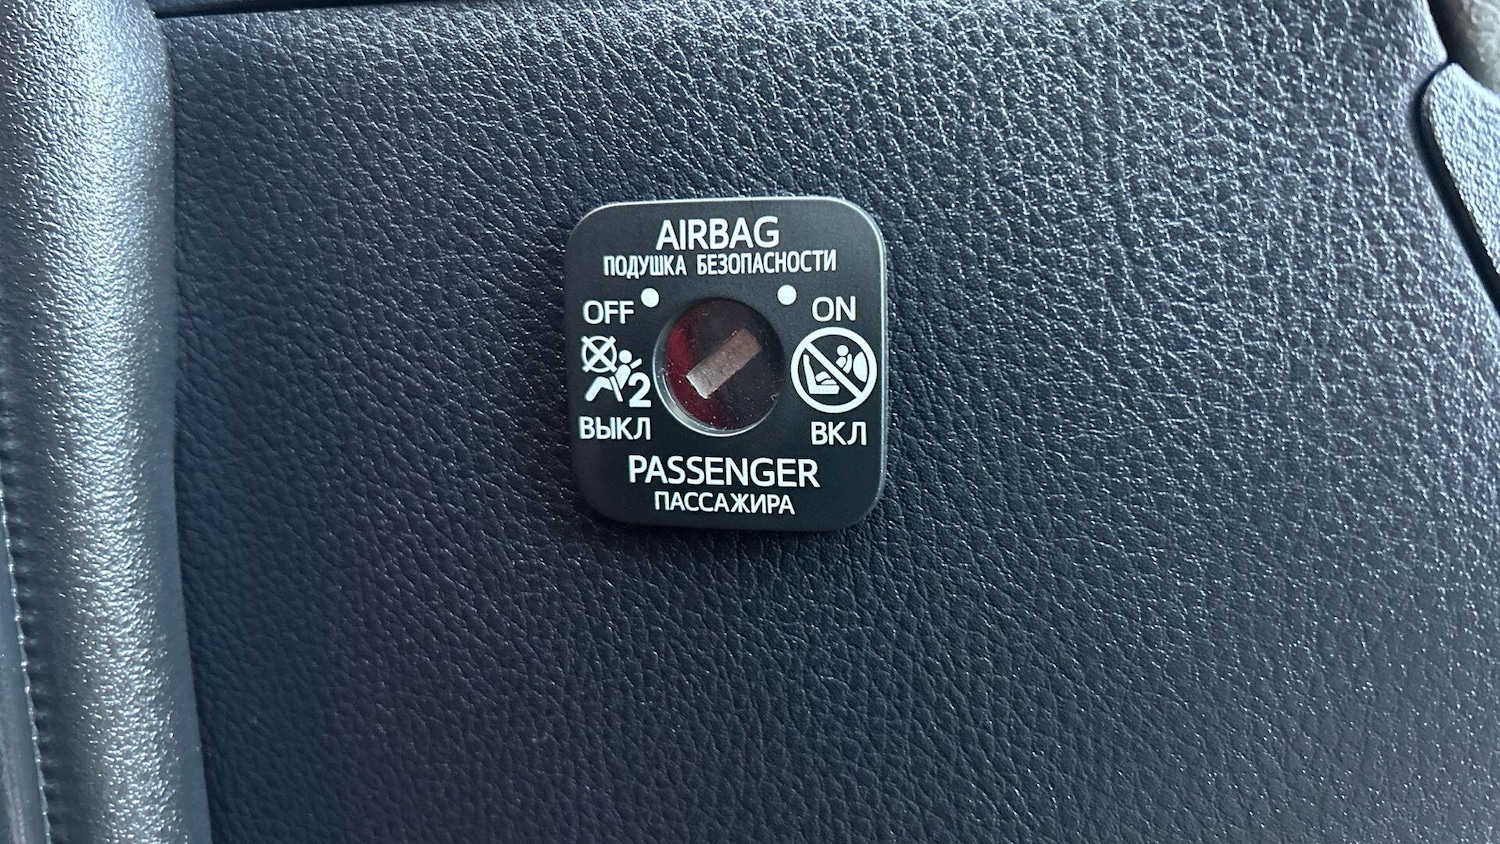 AIRBAG
ПОДУШКА БЕЗОПАСНОСТИ
OFF ON
2
ВЫКЛ ВКЛ
PASSENGER
ПАССАЖИРА